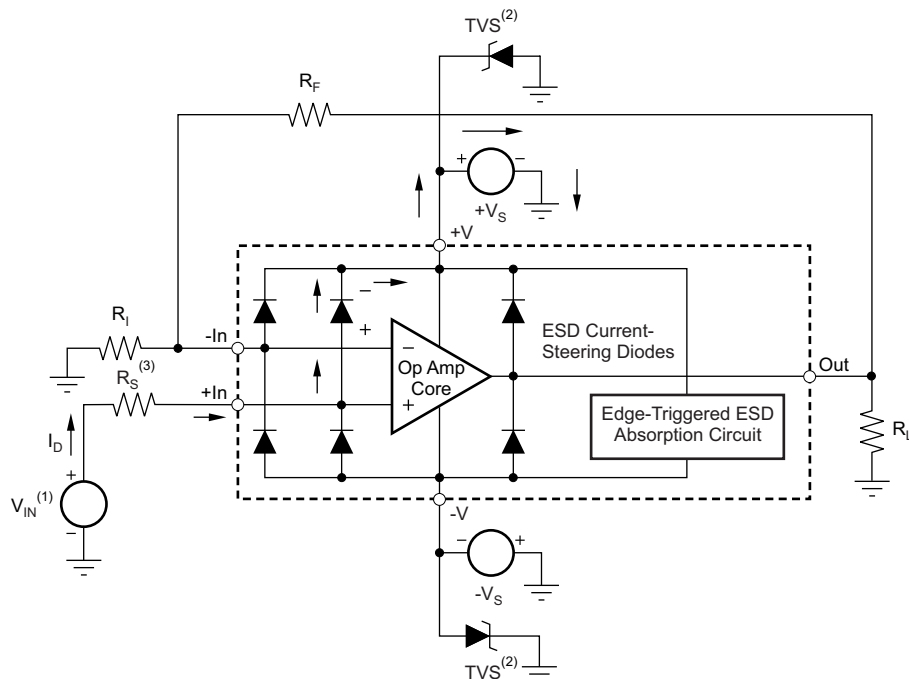 TVS(2)
RF
+ −
+VS
+V
RI
-In
−
+
ESD Current-
Steering Diodes
−
Op Amp
Core
+
Out
RS(3)
+In
Edge-Triggered ESD
Absorption Circuit
RL
ID
+
VIN(1)
−
-V
− +
-VS
TVS(2)